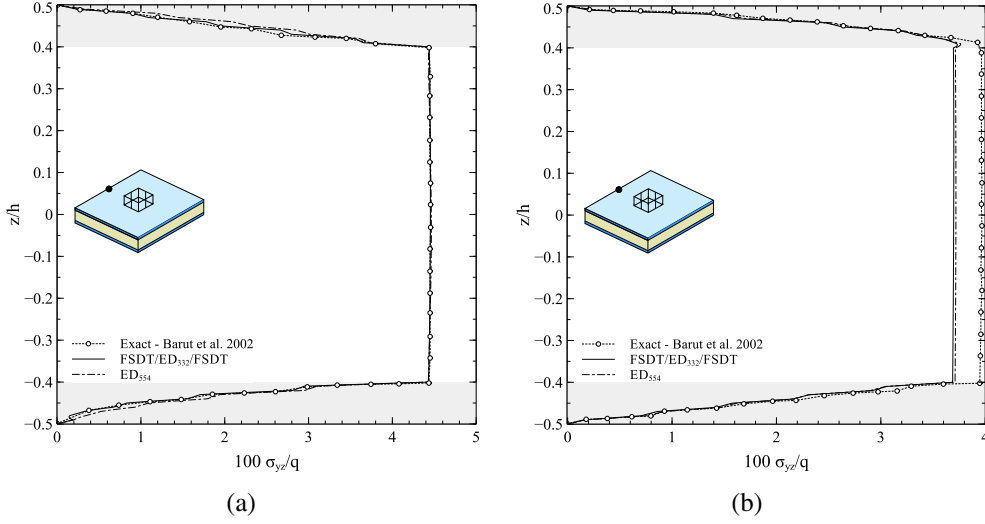 0.5
0.4
0.3
0.2
0.1
0
−0.1
−0.2
−0.3
−0.4
−0.5
z/h
Exact - Barut et al. 2002
FSDT/ED332/FSDT
ED554
0 1 2 3 4 5
100 σyz/q
(a)
0.5
0.4
0.3
0.2
0.1
0
−0.1
−0.2
−0.3
−0.4
−0.5
z/h
Exact - Barut et al. 2002
FSDT/ED332/FSDT
ED554
0 1 2 3 4
100 σyz/q
(b)